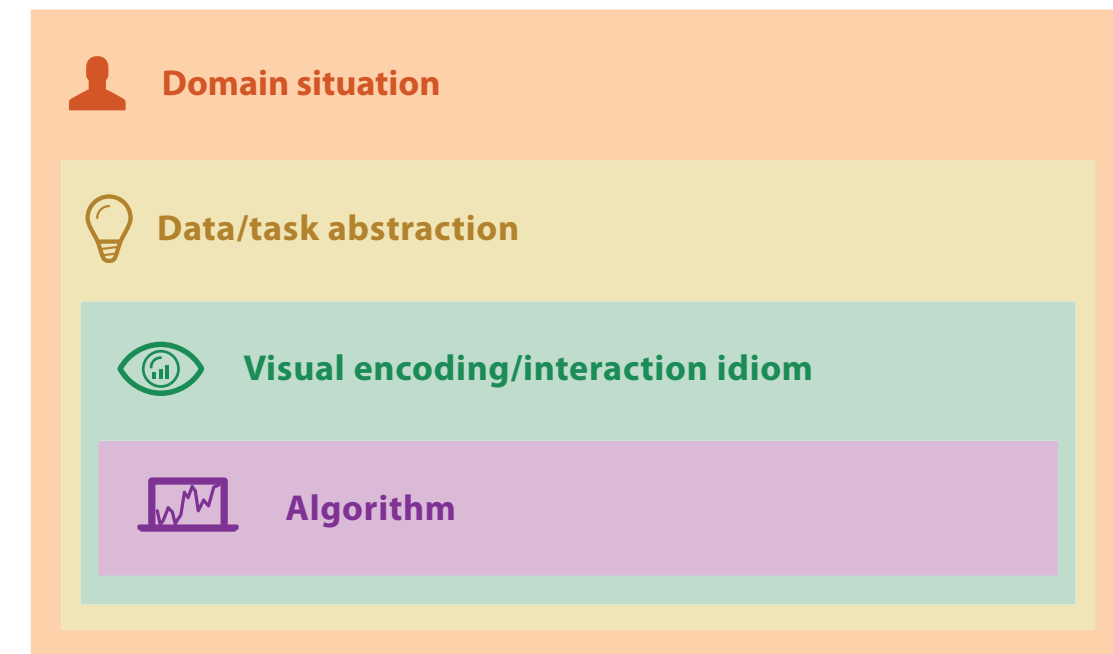 Domain situation
Data/task abstraction
Visual encoding/interaction idiom
Algorithm